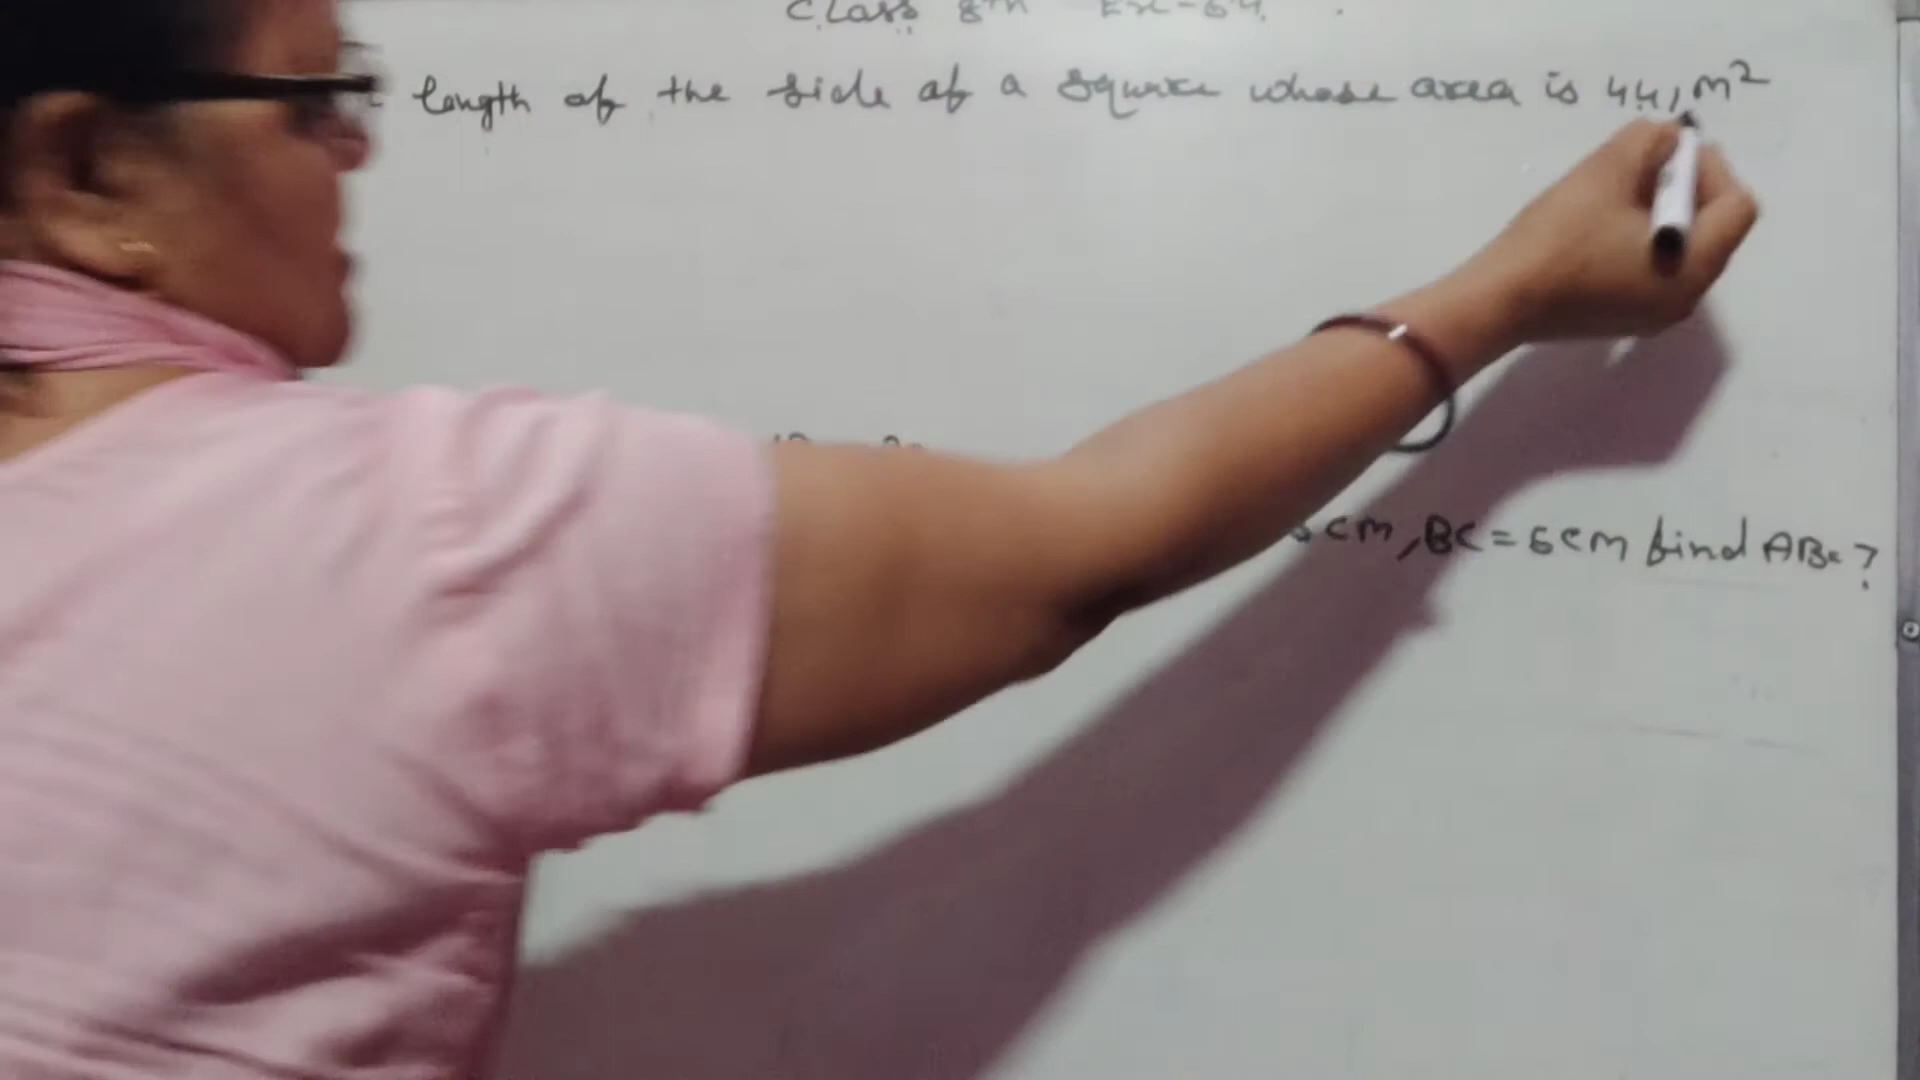 Class 8th Ex-6.4
length of the side of a square whose area is 441 m²
cm, BC = 6cm find AB = ?